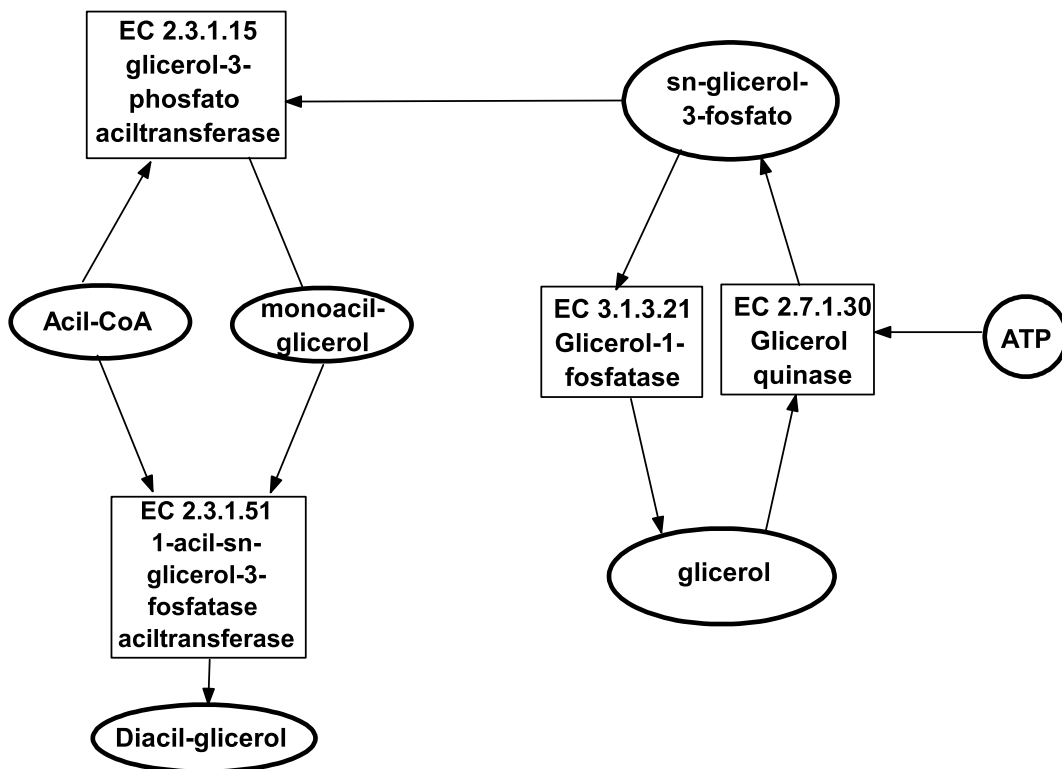 EC 2.3.1.15
glicerol-3-
phosfato
aciltransferase
sn-glicerol-
3-fosfato
Acil-CoA
monoacil-
glicerol
EC 3.1.3.21
Glicerol-1-
fosfatase
EC 2.7.1.30
Glicerol
quinase
ATP
EC 2.3.1.51
1-acil-sn-
glicerol-3-
fosfatase
aciltransferase
glicerol
Diacil-glicerol